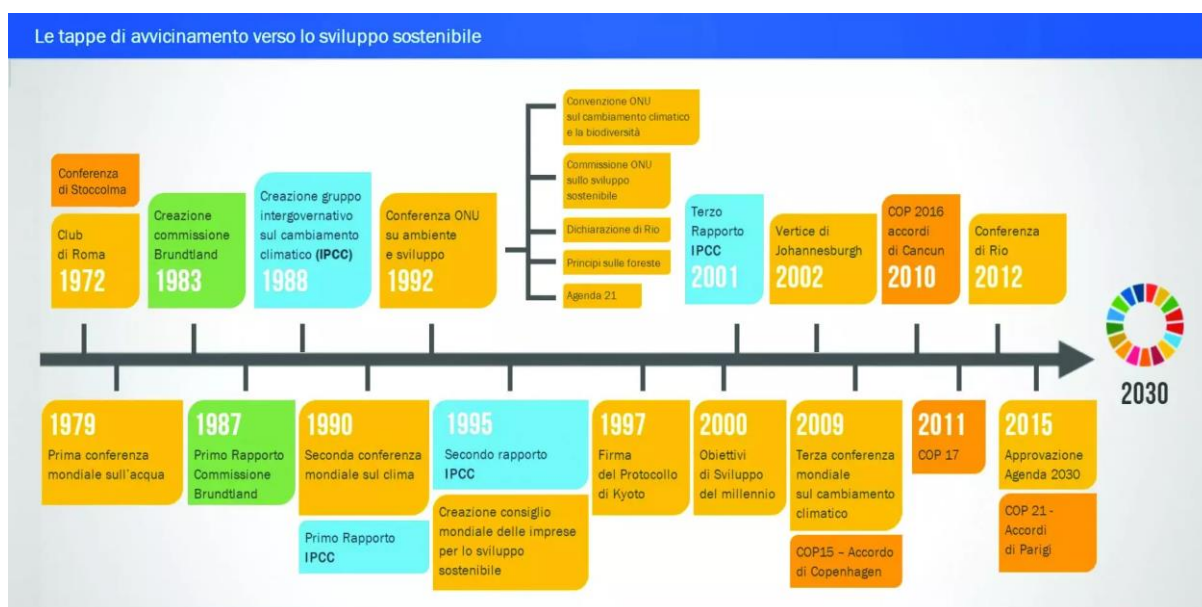 Le tappe di avvicinamento verso lo sviluppo sostenibile
Conferenza
di Stoccolma
Club
di Roma
1972
Creazione
commissione
Brundtland
1983
Creazione gruppo
intergovernativo
sul cambiamento
climatico (IPCC)
1988
Conferenza ONU
su ambiente
e sviluppo
1992
Convenzione ONU
sul cambiamento climatico
e la biodiversità
Commissione ONU
sullo sviluppo
sostenibile
Dichiarazione di Rio
Principi sulle foreste
Agenda 21
Terzo
Rapporto
IPCC
2001
Vertice di
Johannesburgh
2002
COP 2016
accordi
di Cancun
2010
Conferenza
di Rio
2012
2030
1979
Prima conferenza
mondiale sull'acqua
1987
Primo Rapporto
Commissione
Brundtland
1990
Seconda conferenza
mondiale sul clima
Primo Rapporto
IPCC
1995
Secondo rapporto
IPCC
Creazione consiglio
mondiale delle imprese
per lo sviluppo
sostenibile
1997
Firma
del Protocollo
di Kyoto
2000
Obiettivi
di Sviluppo
del millennio
2009
Terza conferenza
mondiale
sul cambiamento
climatico
COP15 – Accordo
di Copenhagen
2011
COP 17
2015
Approvazione
Agenda 2030
COP 21 -
Accordi
di Parigi